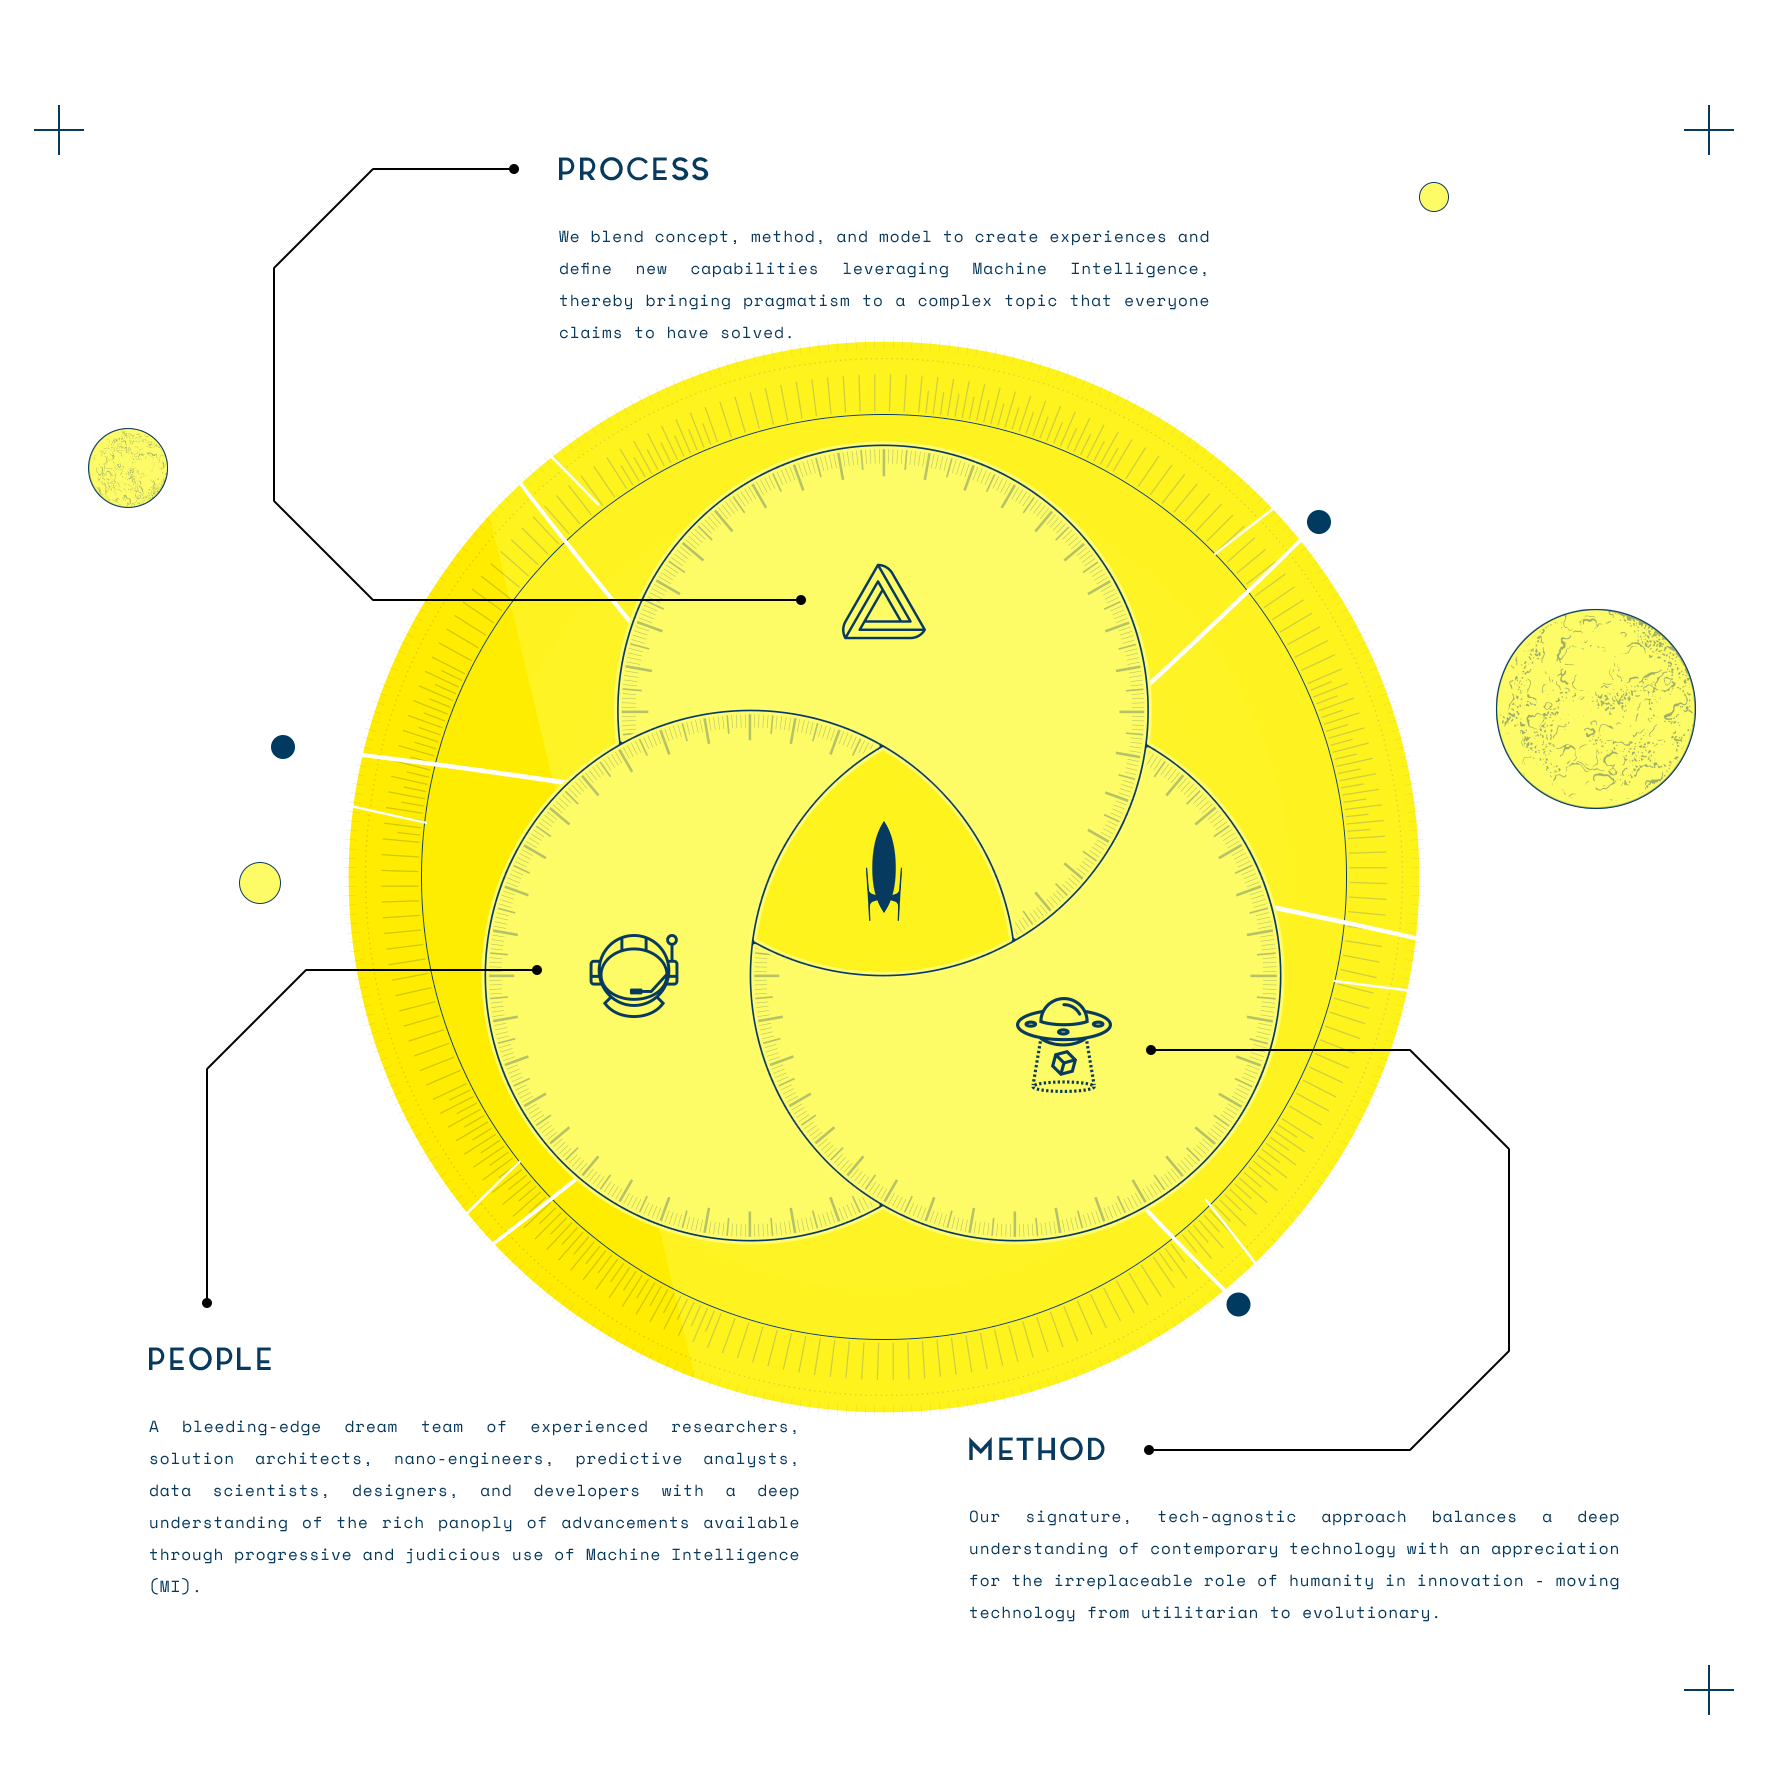 PROCESS
We blend concept, method, and model to create experiences and
define new capabilities leveraging Machine Intelligence,
thereby bringing pragmatism to a complex topic that everyone
claims to have solved.
PEOPLE
A bleeding-edge dream team of experienced researchers,
solution architects, nano-engineers, predictive analysts,
data scientists, designers, and developers with a deep
understanding of the rich panoply of advancements available
through progressive and judicious use of Machine Intelligence
(MI).
METHOD
Our signature, tech-agnostic approach balances a deep
understanding of contemporary technology with an appreciation
for the irreplaceable role of humanity in innovation - moving
technology from utilitarian to evolutionary.